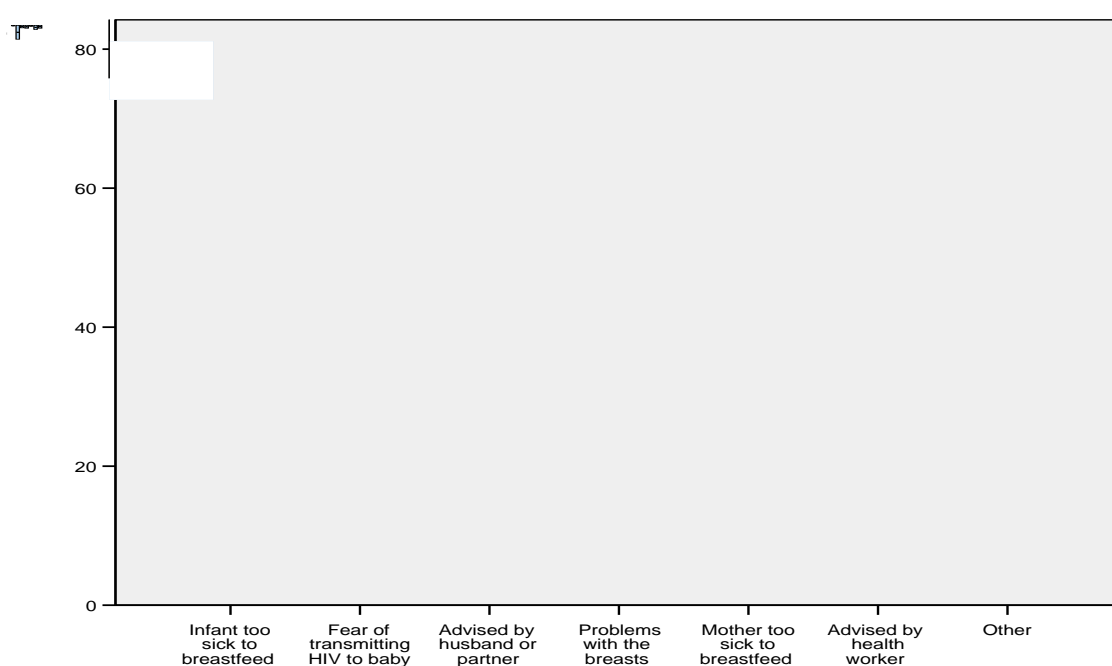 80
60
40
20
0
Infant too
sick to
breastfeed
Fear of
transmitting
HIV to baby
Advised by
husband or
partner
Problems
with the
breasts
Mother too
sick to
breastfeed
Advised by
health
worker
Other